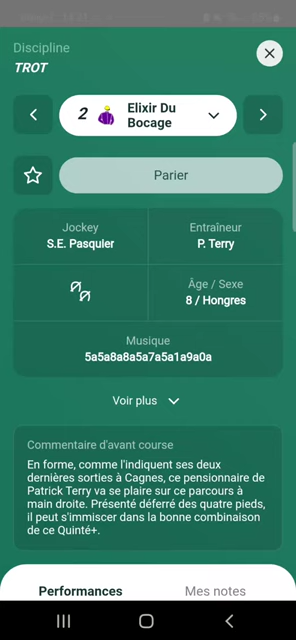 Discipline
TROT
2
Elixir Du
Bocage
Parier
Jockey
S.E. Pasquier
Entraîneur
P. Terry
Âge / Sexe
8 / Hongres
Musique
5a5a8a8a5a7a5a1a9a0a
Voir plus
Commentaire d'avant course
En forme, comme l'indiquent ses deux
dernières sorties à Cagnes, ce pensionnaire de
Patrick Terry va se plaire sur ce parcours à
main droite. Présenté déferré des quatre pieds,
il peut s'immiscer dans la bonne combinaison
de ce Quinté+.
Performances
Mes notes